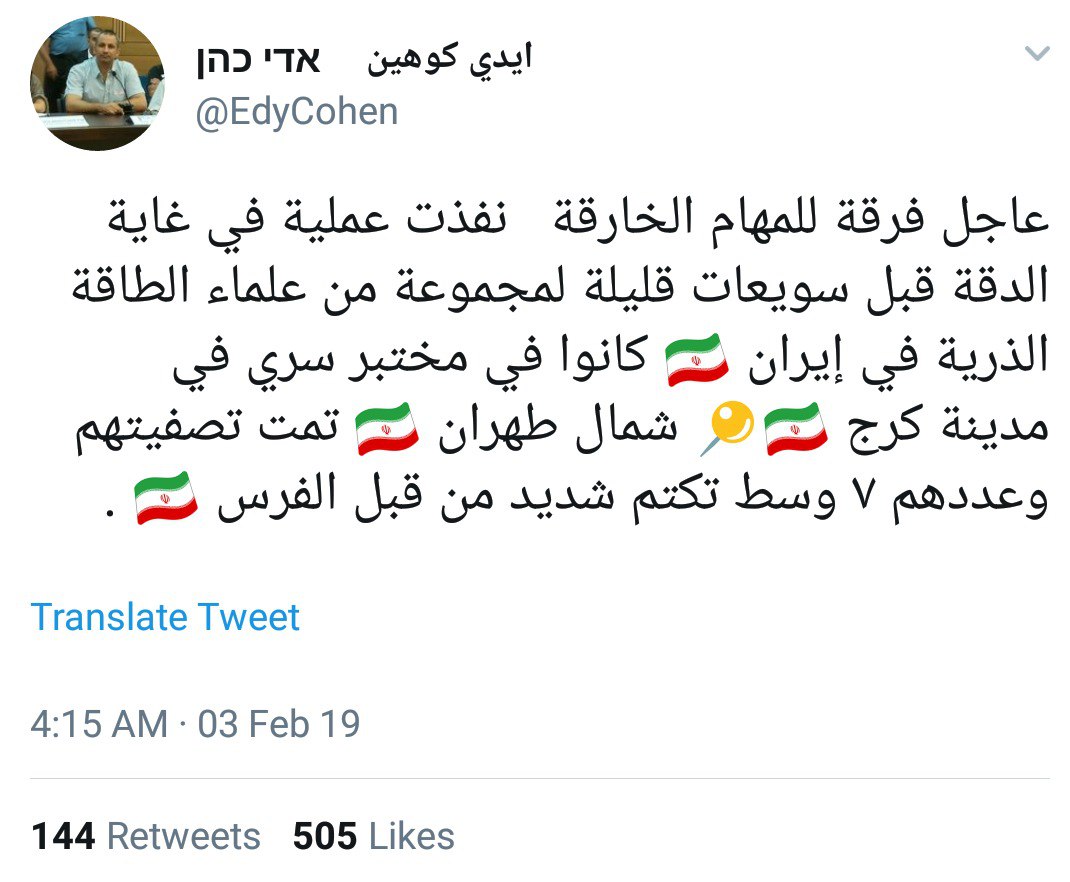 אדי כהן ايدي كوهين
@EdyCohen
عاجل فرقة للمهام الخارقة نفذت عملية في غاية
الدقة قبل سويعات قليلة لمجموعة من علماء الطاقة
الذرية في إيران 🇮🇷 كانوا في مختبر سري في
مدينة كرج 🇮🇷📍 شمال طهران 🇮🇷 تمت تصفيتهم
وعددهم ٧ وسط تكتم شديد من قبل الفرس 🇮🇷 .
Translate Tweet
4:15 AM · 03 Feb 19
144 Retweets 505 Likes